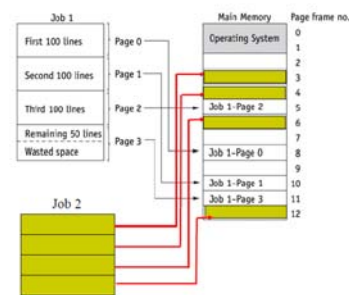 Job 1
First 100 lines
Second 100 lines
Third 100 lines
Remaining 50 lines
Wasted space
Page 0
Page 1
Page 2
Page 3
Job 2
Main Memory
Operating System
Job 1-Page 2
Job 1-Page 0
Job 1-Page 1
Job 1-Page 3
Page frame no.
0
1
2
3
4
5
6
7
8
9
10
11
12